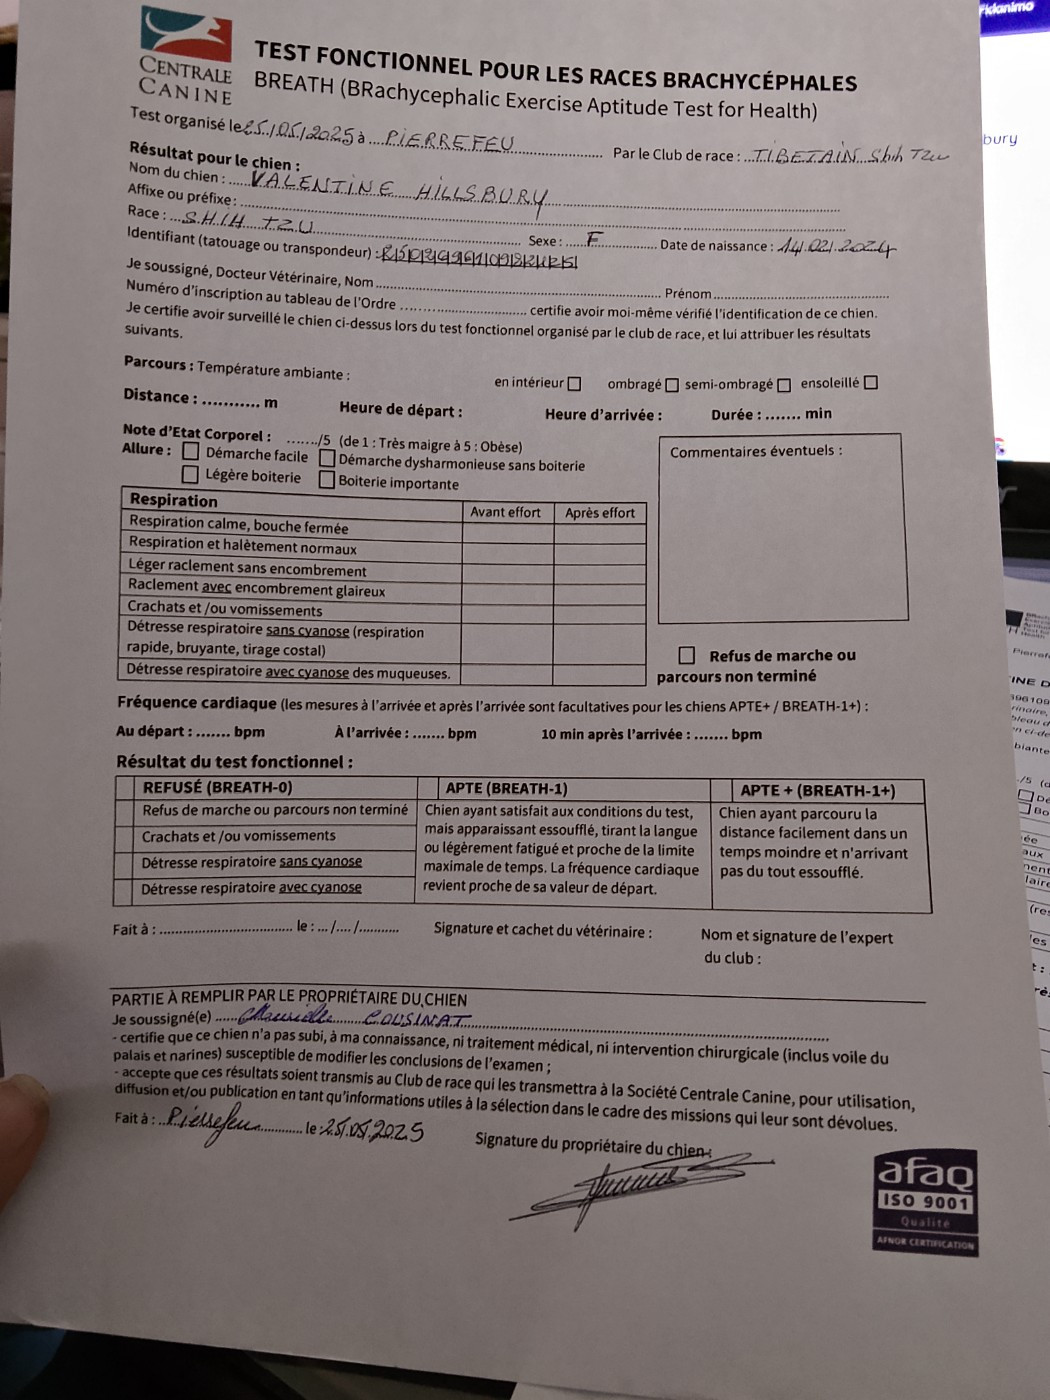 ridanimo
CENTRALE
CANINE
TEST FONCTIONNEL POUR LES RACES BRACHYCÉPHALES
BREATH (BRachycephalic Exercise Aptitude Test for Health)
bury
Test organisé le 25/05/2025 à ....PIERREFEU.................. Par le Club de race : ..TIBETAIN Shih Tzu
Résultat pour le chien :
Nom du chien : .....VALENTINE HILLSBURY..............
Affixe ou préfixe: ..............
Race : ...SHIH TZU.............. Sexe : ....F.............. Date de naissance : 14.02.2024
Identifiant (tatouage ou transpondeur) :
Je soussigné, Docteur Vétérinaire, Nom.............. Prénom..............
Numéro d'inscription au tableau de l'Ordre .............. certifie avoir moi-même vérifié l'identification de ce chien.
Je certifie avoir surveillé le chien ci-dessus lors du test fonctionnel organisé par le club de race, et lui attribuer les résultats
suivants.
Parcours : Température ambiante : en intérieur ☐ ombragé ☐ semi-ombragé ☐ ensoleillé ☐
Distance : ........... m Heure de départ : Heure d'arrivée : Durée : ....... min
Note d'Etat Corporel : ......./5 (de 1 : Très maigre à 5 : Obèse)
Allure : ☐ Démarche facile ☐ Démarche dysharmonieuse sans boiterie
☐ Légère boiterie ☐ Boiterie importante
Commentaires éventuels :
Respiration Avant effort Après effort
Respiration calme, bouche fermée
Respiration et halètement normaux
Léger raclement sans encombrement
Raclement avec encombrement glaireux
Crachats et /ou vomissements
Détresse respiratoire sans cyanose (respiration
rapide, bruyante, tirage costal)
Détresse respiratoire avec cyanose des muqueuses.
☐ Refus de marche ou
parcours non terminé
Fréquence cardiaque (les mesures à l'arrivée et après l'arrivée sont facultatives pour les chiens APTE+ / BREATH-1+) :
Au départ : ....... bpm À l'arrivée : ....... bpm 10 min après l'arrivée : ....... bpm
Résultat du test fonctionnel :
REFUSÉ (BREATH-0)
Refus de marche ou parcours non terminé
Crachats et /ou vomissements
Détresse respiratoire sans cyanose
Détresse respiratoire avec cyanose
APTE (BREATH-1)
Chien ayant satisfait aux conditions du test,
mais apparaissant essoufflé, tirant la langue
ou légèrement fatigué et proche de la limite
maximale de temps. La fréquence cardiaque
revient proche de sa valeur de départ.
APTE + (BREATH-1+)
Chien ayant parcouru la
distance facilement dans un
temps moindre et n'arrivant
pas du tout essoufflé.
Fait à : .............. le : .../..../.......... Signature et cachet du vétérinaire : Nom et signature de l'expert
du club :
PARTIE À REMPLIR PAR LE PROPRIÉTAIRE DU CHIEN
Je soussigné(e) ...... COUSINAT..............
- certifie que ce chien n'a pas subi, à ma connaissance, ni traitement médical, ni intervention chirurgicale (inclus voile du
palais et narines) susceptible de modifier les conclusions de l'examen ;
- accepte que ces résultats soient transmis au Club de race qui les transmettra à la Société Centrale Canine, pour utilisation,
diffusion et/ou publication en tant qu'informations utiles à la sélection dans le cadre des missions qui leur sont dévolues.
Fait à : ..Pierrefeu........... le : 25.05.2025
Signature du propriétaire du chien :
afaq
ISO 9001
Qualité
AFNOR CERTIFICATION